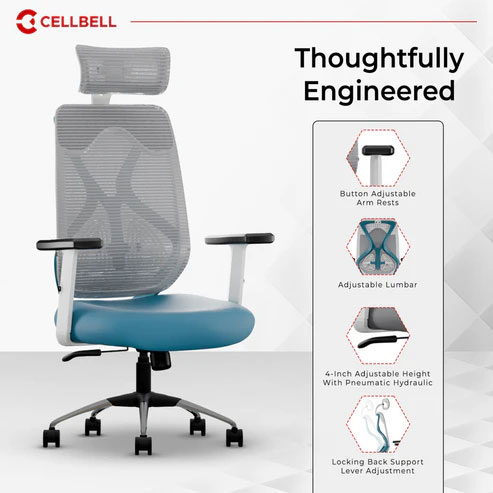 CELLBELL
Thoughtfully
Engineered
Button Adjustable
Arm Rests
Adjustable Lumbar
4-Inch Adjustable Height
With Pneumatic Hydraulic
Locking Back Support
Lever Adjustment